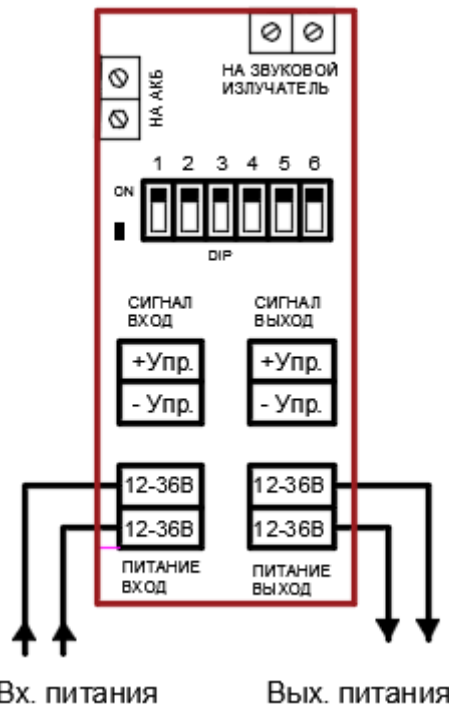 НА ЗВУКОВОЙ
ИЗЛУЧАТЕЛЬ
НА АКБ
1 2 3 4 5 6
ON
DIP
СИГНАЛ ВХОД
СИГНАЛ ВЫХОД
+Упр. +Упр.
- Упр. - Упр.
12-36В 12-36В
12-36В 12-36В
ПИТАНИЕ ВХОД
ПИТАНИЕ ВЫХОД
Вх. питания Вых. питания